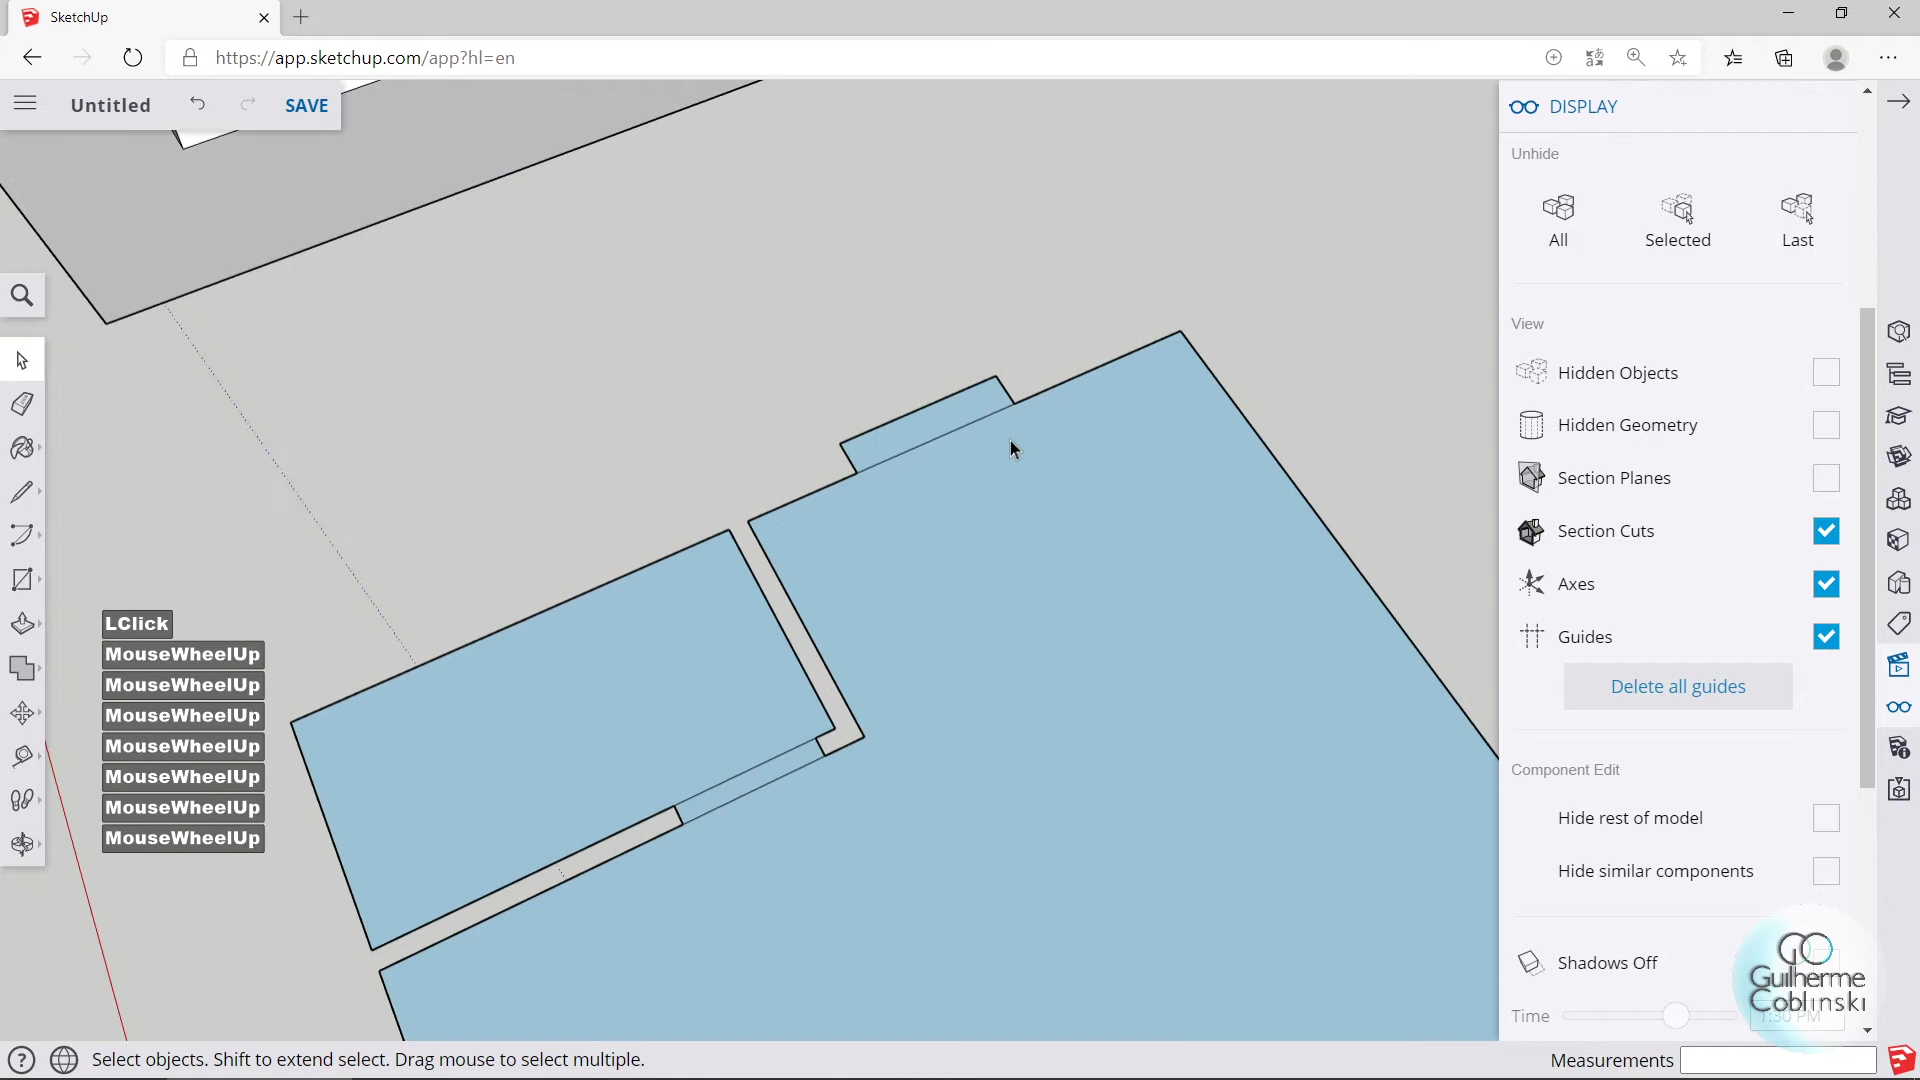 SketchUp
https://app.sketchup.com/app?hl=en
Untitled
SAVE
DISPLAY
Unhide
All
Selected
Last
View
Hidden Objects
Hidden Geometry
Section Planes
Section Cuts
Axes
Guides
Delete all guides
Component Edit
Hide rest of model
Hide similar components
Shadows Off
Time
1:30 PM
LClick
MouseWheelUp
MouseWheelUp
MouseWheelUp
MouseWheelUp
MouseWheelUp
MouseWheelUp
MouseWheelUp
Guilherme
Coblinski
Select objects. Shift to extend select. Drag mouse to select multiple.
Measurements